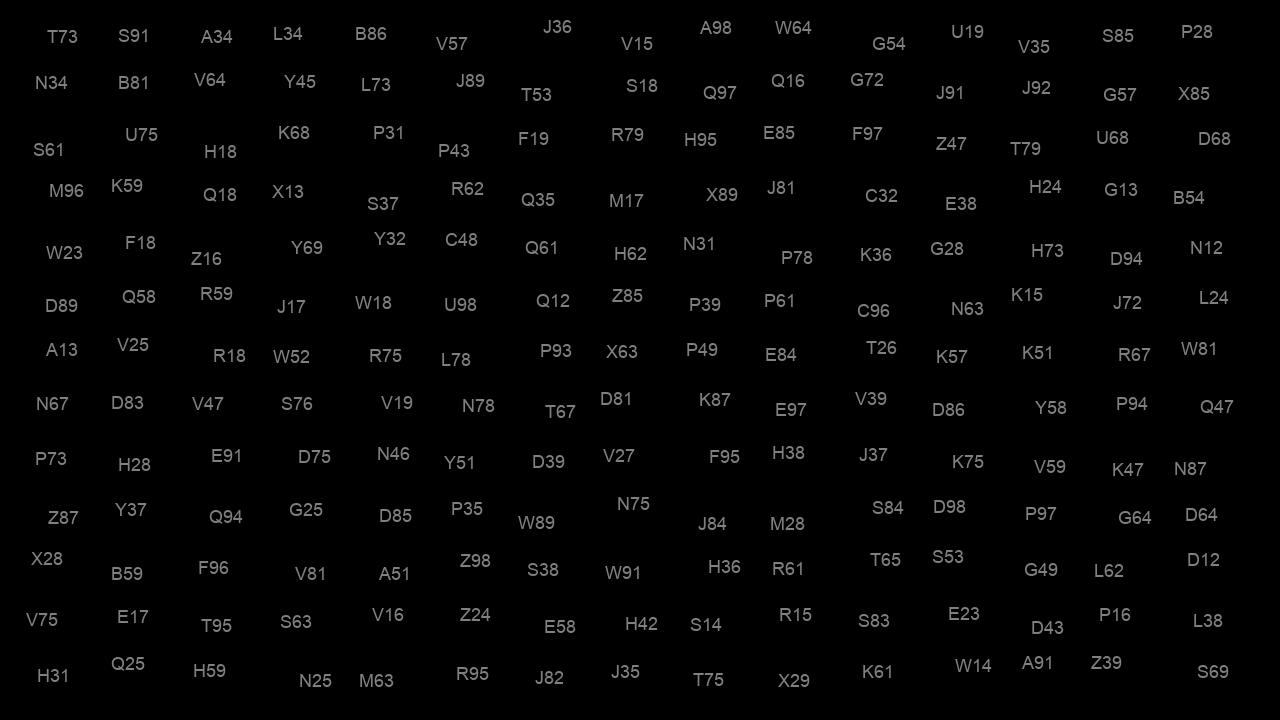 T73 S91 A34 L34 B86 V57 J36 V15 A98 W64 G54 U19 V35 S85 P28
N34 B81 V64 Y45 L73 J89 T53 S18 Q97 Q16 G72 J91 J92 G57 X85
S61 U75 H18 K68 P31 P43 F19 R79 H95 E85 F97 Z47 T79 U68 D68
M96 K59 Q18 X13 S37 R62 Q35 M17 X89 J81 C32 E38 H24 G13 B54
W23 F18 Z16 Y69 Y32 C48 Q61 H62 N31 P78 K36 G28 H73 D94 N12
D89 Q58 R59 J17 W18 U98 Q12 Z85 P39 P61 C96 N63 K15 J72 L24
A13 V25 R18 W52 R75 L78 P93 X63 P49 E84 T26 K57 K51 R67 W81
N67 D83 V47 S76 V19 N78 T67 D81 K87 E97 V39 D86 Y58 P94 Q47
P73 H28 E91 D75 N46 Y51 D39 V27 F95 H38 J37 K75 V59 K47 N87
Z87 Y37 Q94 G25 D85 P35 W89 N75 J84 M28 S84 D98 P97 G64 D64
X28 B59 F96 V81 A51 Z98 S38 W91 H36 R61 T65 S53 G49 L62 D12
V75 E17 T95 S63 V16 Z24 E58 H42 S14 R15 S83 E23 D43 P16 L38
H31 Q25 H59 N25 M63 R95 J82 J35 T75 X29 K61 W14 A91 Z39 S69